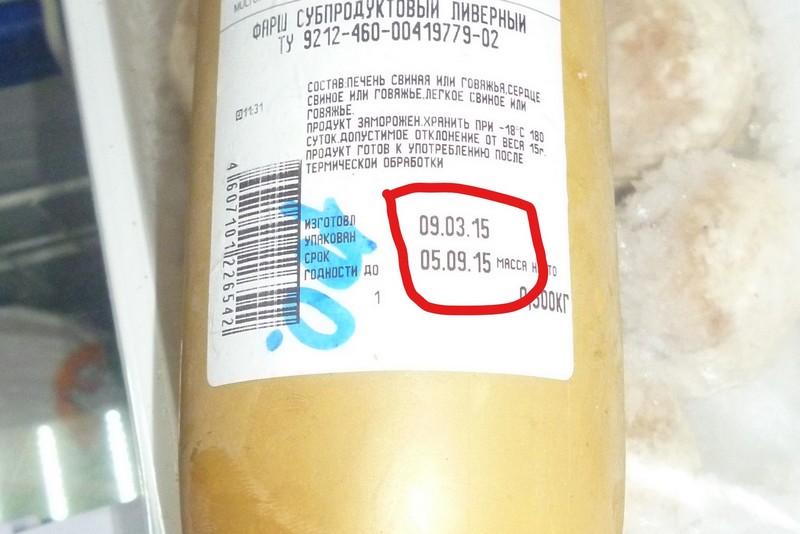 ФАРШ СУБПРОДУКТОВЫЙ ЛИВЕРНЫЙ
ТУ 9212-460-00419779-02
СОСТАВ:ПЕЧЕНЬ СВИНАЯ ИЛИ ГОВЯЖЬЯ,СЕРДЦЕ
СВИНОЕ ИЛИ ГОВЯЖЬЕ,ЛЕГКОЕ СВИНОЕ ИЛИ
ГОВЯЖЬЕ.
ПРОДУКТ ЗАМОРОЖЕН.ХРАНИТЬ ПРИ -18°С 180
СУТОК.ДОПУСТИМОЕ ОТКЛОНЕНИЕ ОТ ВЕСА 15г.
ПРОДУКТ ГОТОВ К УПОТРЕБЛЕНИЮ ПОСЛЕ
ТЕРМИЧЕСКОЙ ОБРАБОТКИ
11:31
4607101226542
ИЗГОТОВЛ
УПАКОВАН 09.03.15
СРОК
ГОДНОСТИ ДО 05.09.15 МАССА
1